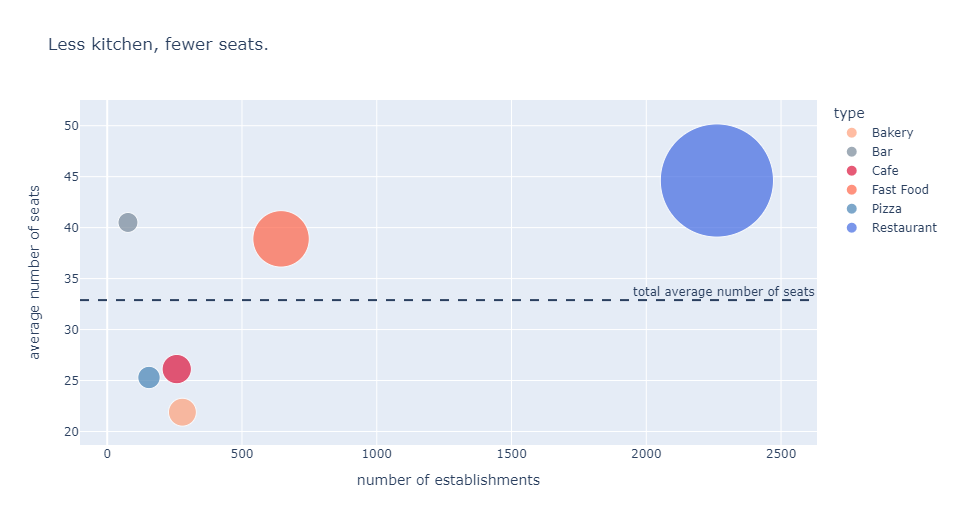 Less kitchen, fewer seats.
type
Bakery
Bar
Cafe
Fast Food
Pizza
Restaurant
average number of seats
50
45
40
35
30
25
20
total average number of seats
0
500
1000
1500
2000
2500
number of establishments